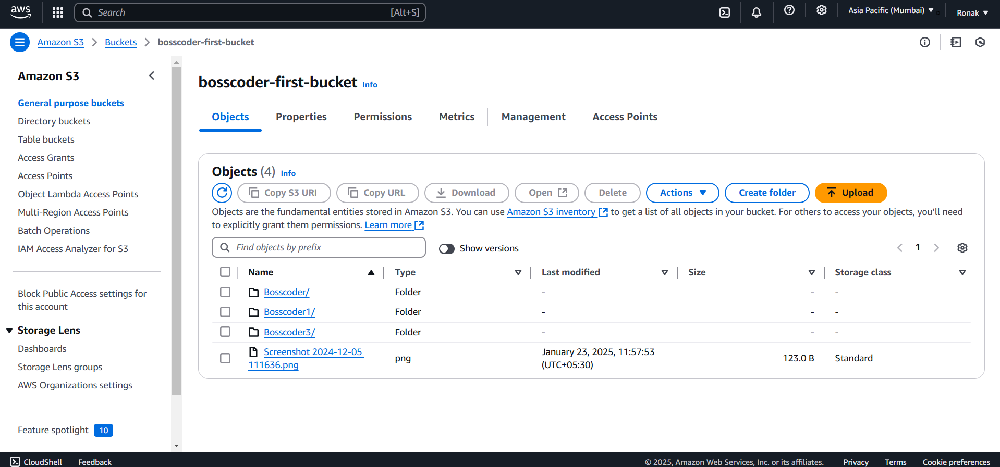 aws
Search [Alt+S]
Asia Pacific (Mumbai)
Ronak
Amazon S3
Buckets
bosscoder-first-bucket
Amazon S3
General purpose buckets
Directory buckets
Table buckets
Access Grants
Access Points
Object Lambda Access Points
Multi-Region Access Points
Batch Operations
IAM Access Analyzer for S3
Block Public Access settings for
this account
Storage Lens
Dashboards
Storage Lens groups
AWS Organizations settings
Feature spotlight 10
bosscoder-first-bucket Info
Objects Properties Permissions Metrics Management Access Points
Objects (4) Info
Copy S3 URI Copy URL Download Open Delete Actions Create folder Upload
Objects are the fundamental entities stored in Amazon S3. You can use Amazon S3 inventory to get a list of all objects in your bucket. For others to access your objects, you’ll need
to explicitly grant them permissions. Learn more
Find objects by prefix Show versions 1
Name Type Last modified Size Storage class
Bosscoder/ Folder - - -
Bosscoder1/ Folder - - -
Bosscoder3/ Folder - - -
Screenshot 2024-12-05
111636.png
png
January 23, 2025, 11:57:53
(UTC+05:30)
123.0 B
Standard
CloudShell Feedback © 2025, Amazon Web Services, Inc. or its affiliates. Privacy Terms Cookie preferences